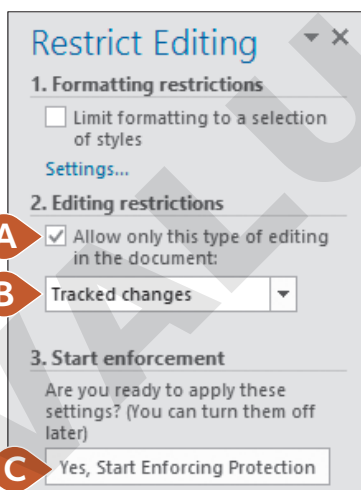 Restrict Editing
1. Formatting restrictions
Limit formatting to a selection
of styles
Settings...
2. Editing restrictions
A
Allow only this type of editing
in the document:
B
Tracked changes
3. Start enforcement
Are you ready to apply these
settings? (You can turn them off
later)
C
Yes, Start Enforcing Protection
VALU